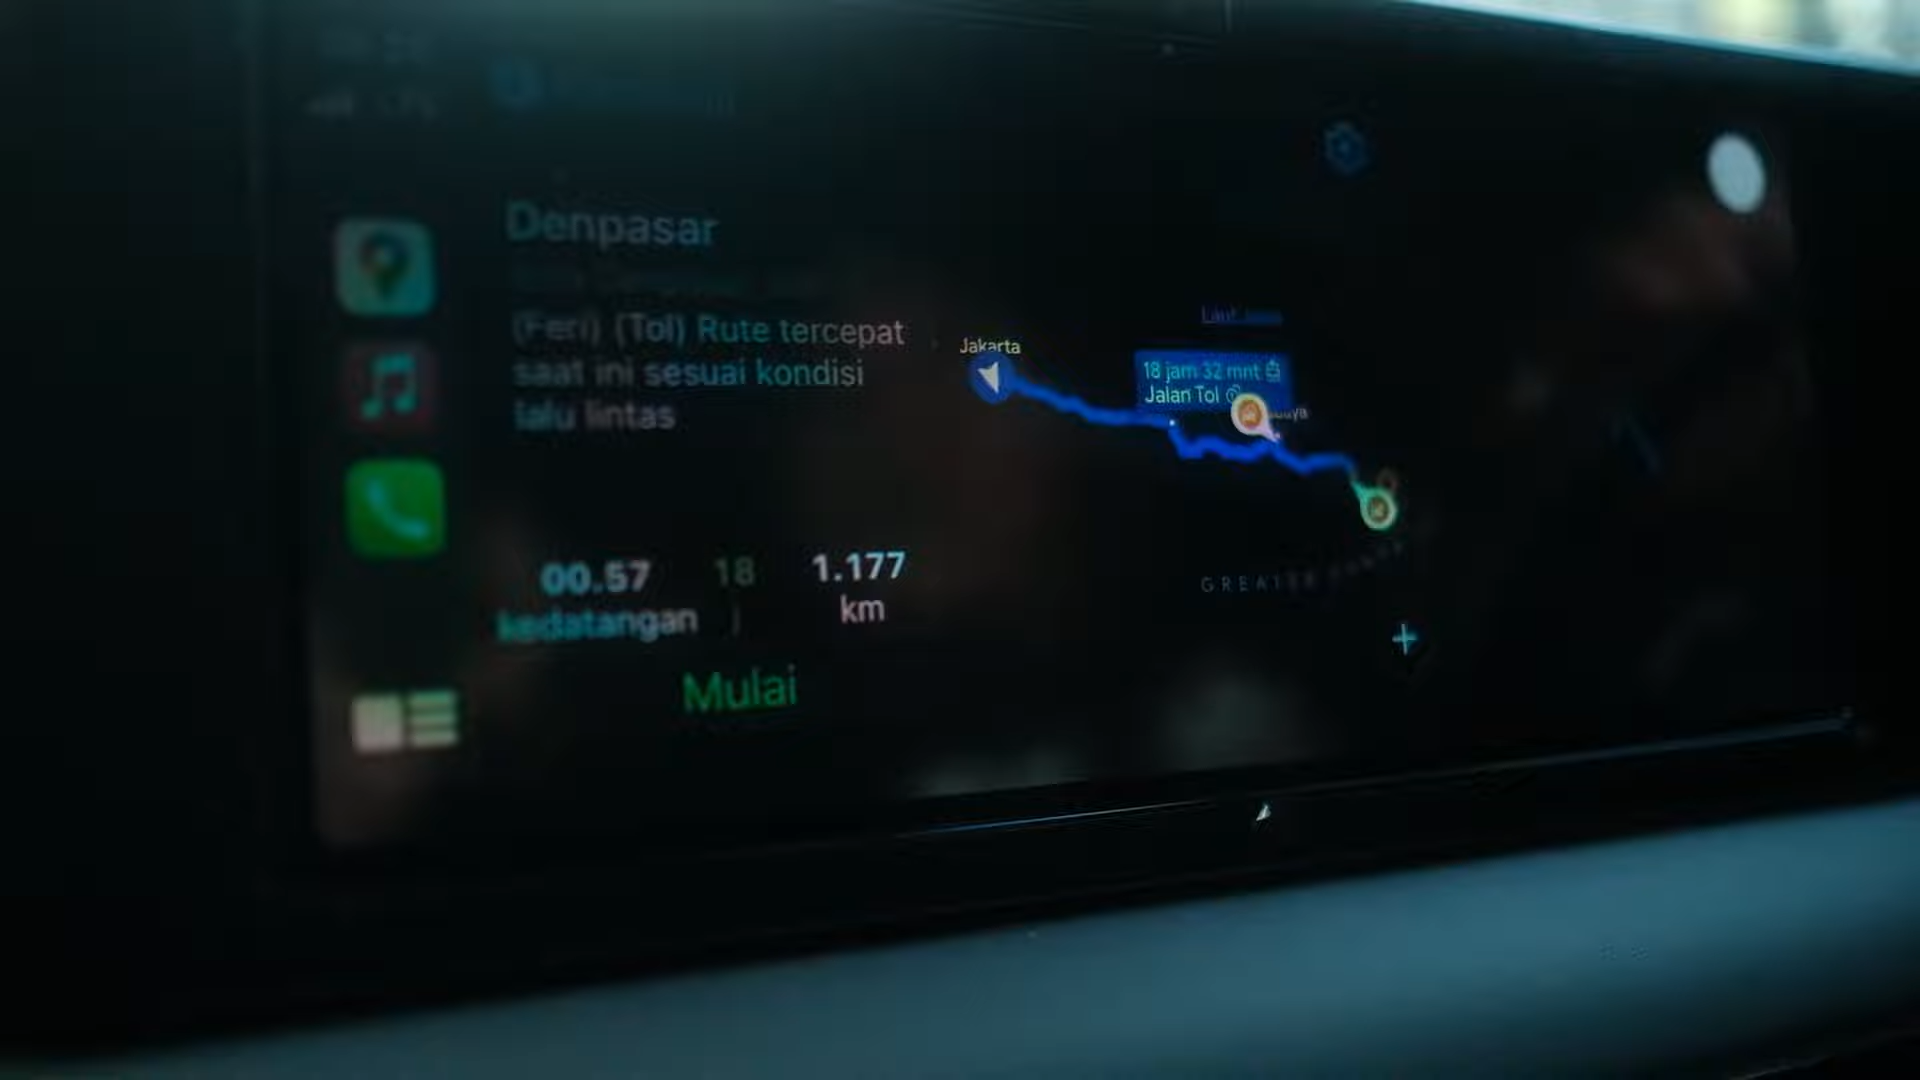 Denpasar
(Feri) (Tol) Rute tercepat
saat ini sesuai kondisi
lalu lintas
00.57
kedatangan
18
1.177
km
Mulai
Jakarta
18 jam 32 mnt
Jalan Tol
Laut